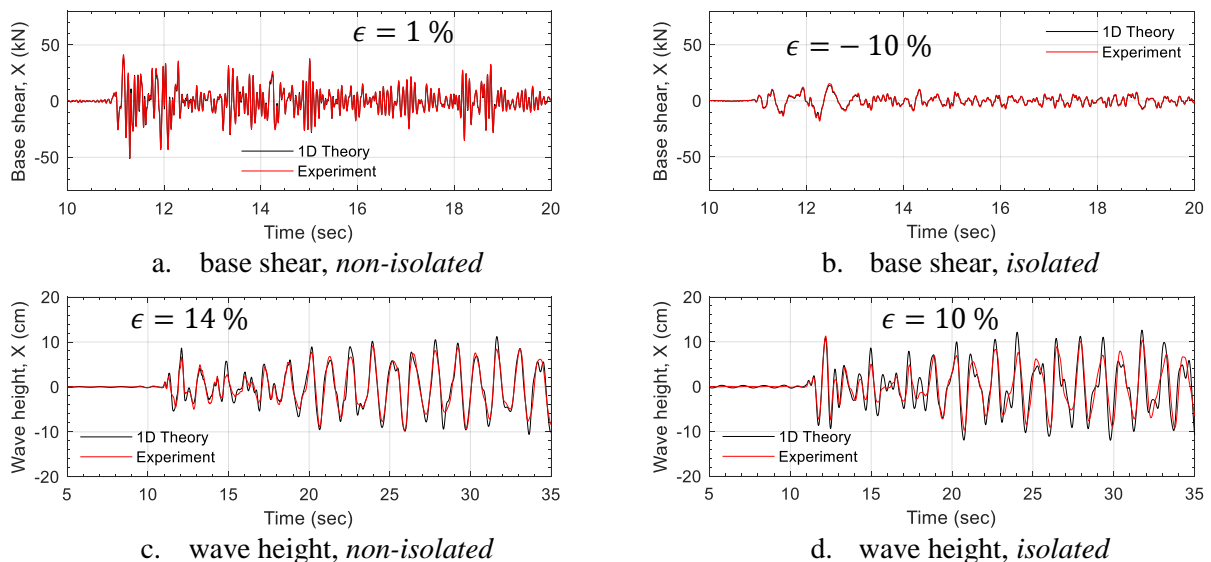 Base shear, X (kN)
50
0
-50
ϵ = 1 %
1D Theory
Experiment
10 12 14 16 18 20
Time (sec)
a. base shear, non-isolated
Base shear, X (kN)
50
0
-50
ϵ = − 10 %
1D Theory
Experiment
10 12 14 16 18 20
Time (sec)
b. base shear, isolated
Wave height, X (cm)
20
10
0
-10
-20
ϵ = 14 %
1D Theory
Experiment
5 10 15 20 25 30 35
Time (sec)
c. wave height, non-isolated
Wave height, X (cm)
20
10
0
-10
-20
ϵ = 10 %
1D Theory
Experiment
5 10 15 20 25 30 35
Time (sec)
d. wave height, isolated